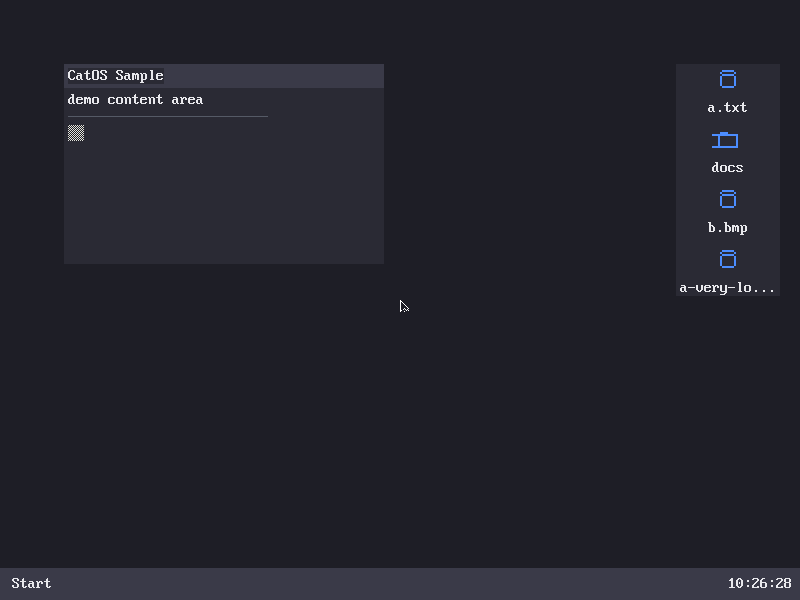 CatOS Sample
demo content area
a.txt
docs
b.bmp
a-very-lo...
Start
10:26:28